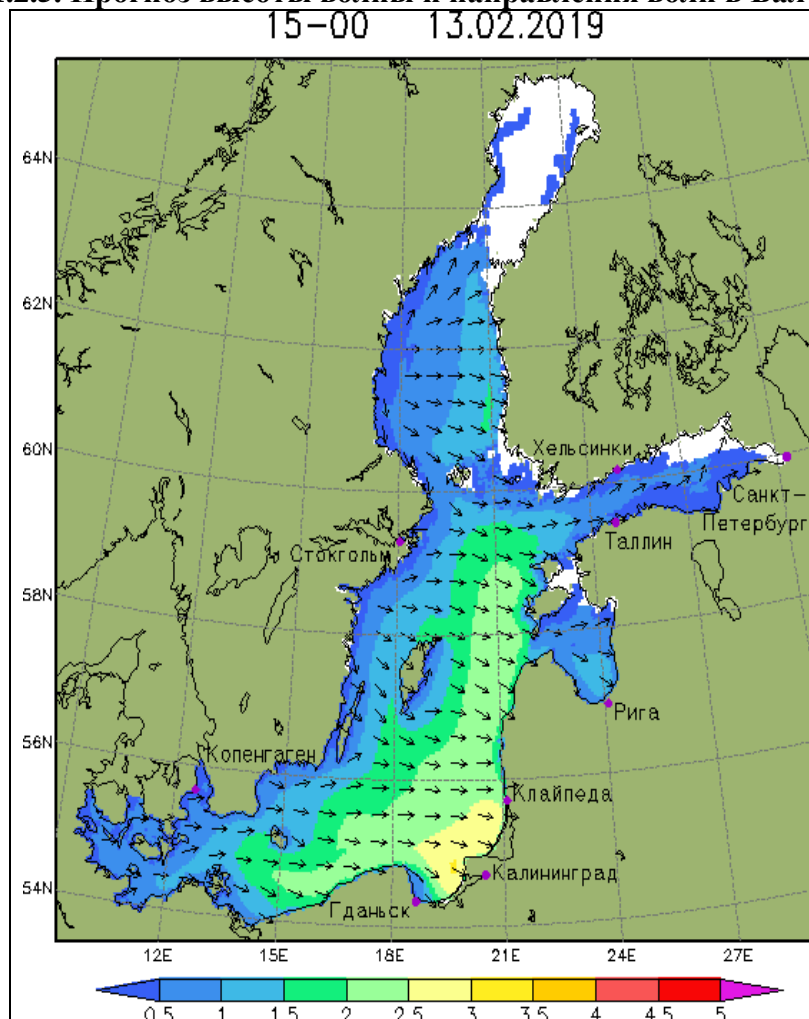 15-00 13.02.2019
64N
62N
60N
58N
56N
54N
Хельсинки
Санкт-
Петербург
Таллин
Стокгольм
Рига
Копенгаген
Клайпеда
Калининград
Гданьск
12E 15E 18E 21E 24E 27E
0.5 1 1.5 2 2.5 3 3.5 4 4.5 5